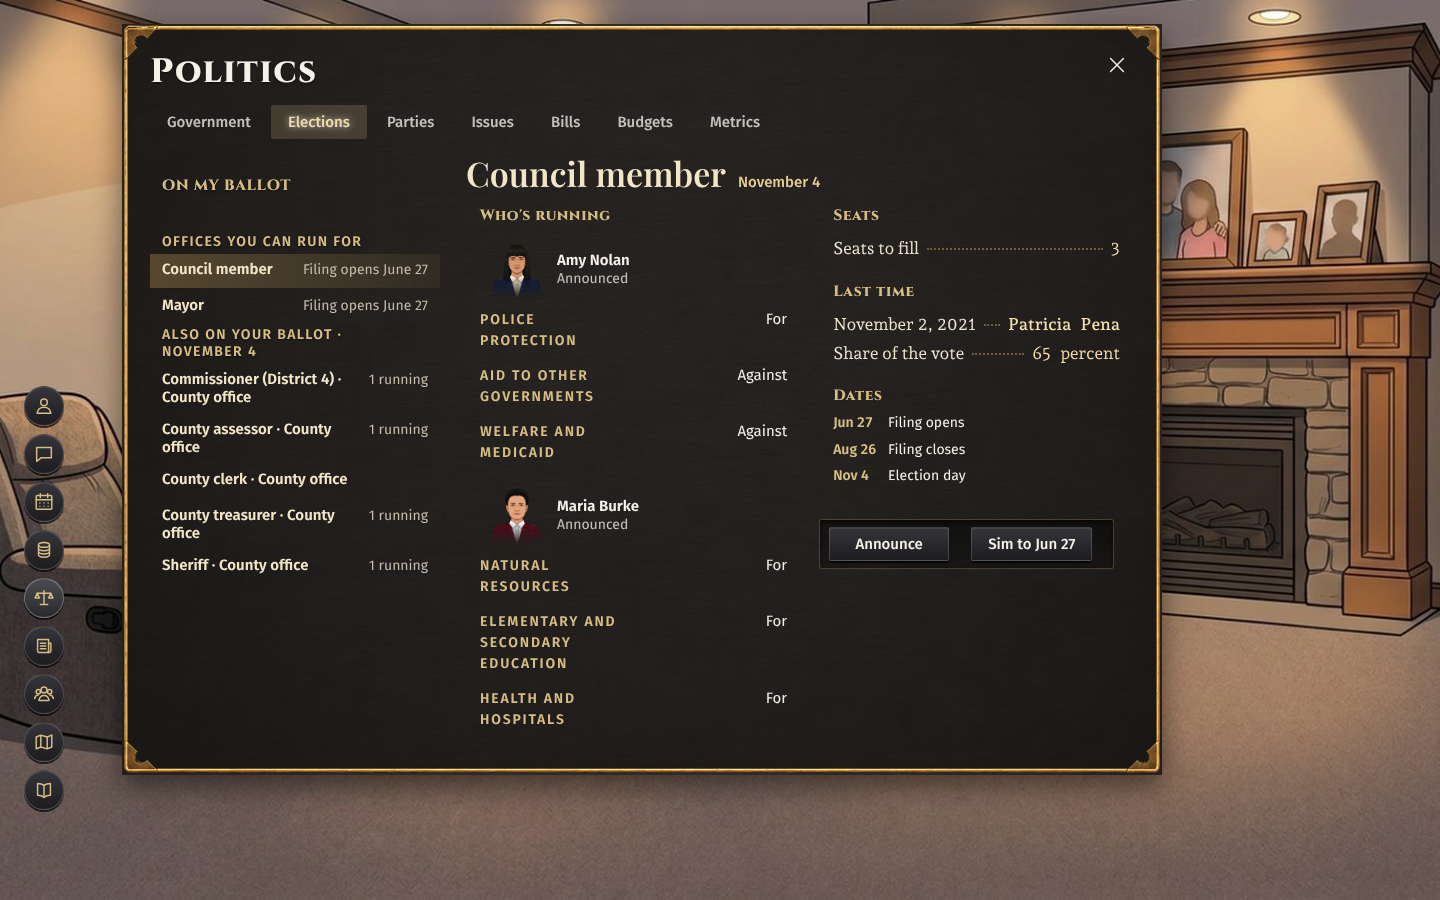 Politics
Government
Elections
Parties
Issues
Bills
Budgets
Metrics
On my ballot
Offices you can run for
Council member Filing opens June 27
Mayor Filing opens June 27
Also on your ballot ·
November 4
Commissioner (District 4) · 1 running
County office
County assessor · County 1 running
office
County clerk · County office
County treasurer · County 1 running
office
Sheriff · County office 1 running
Council member November 4
Who's running
Amy Nolan
Announced
Police For
Protection
Aid to other Against
Governments
Welfare and Against
Medicaid
Maria Burke
Announced
Natural For
Resources
Elementary and For
Secondary
Education
Health and For
Hospitals
Seats
Seats to fill 3
Last time
November 2, 2021 Patricia Pena
Share of the vote 65 percent
Dates
Jun 27 Filing opens
Aug 26 Filing closes
Nov 4 Election day
Announce
Sim to Jun 27